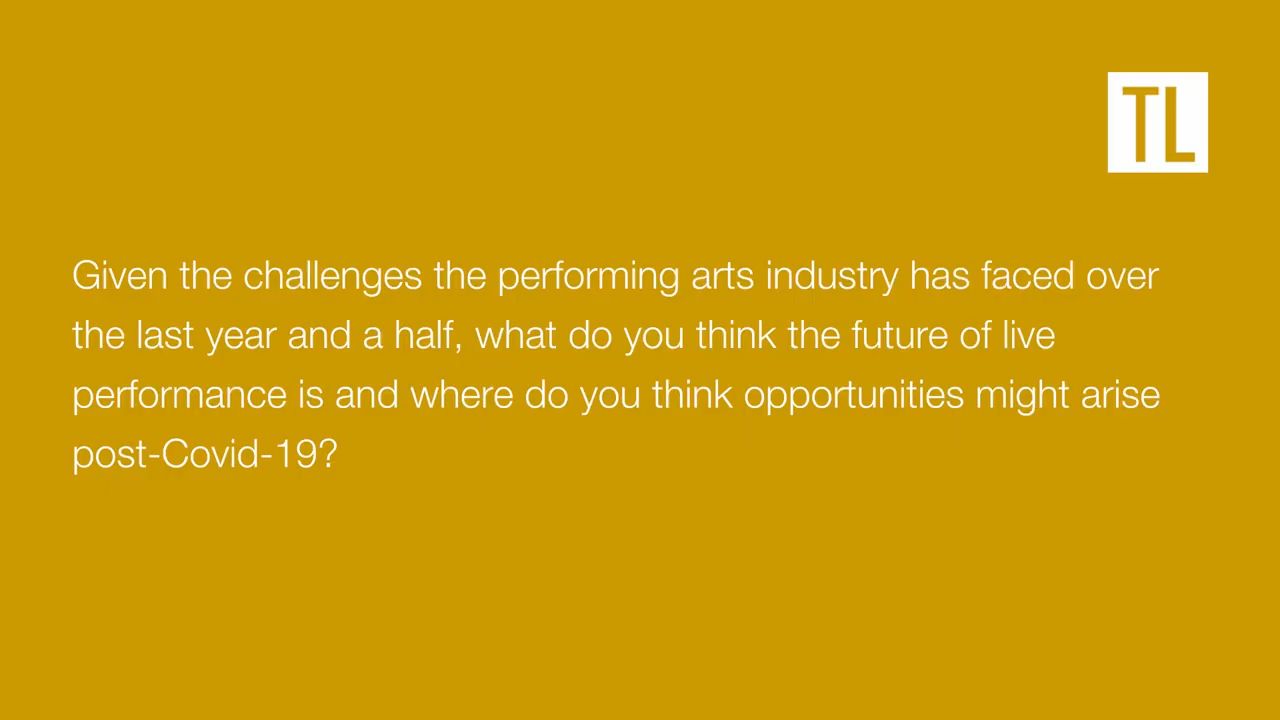 TL
Given the challenges the performing arts industry has faced over
the last year and a half, what do you think the future of live
performance is and where do you think opportunities might arise
post-Covid-19?